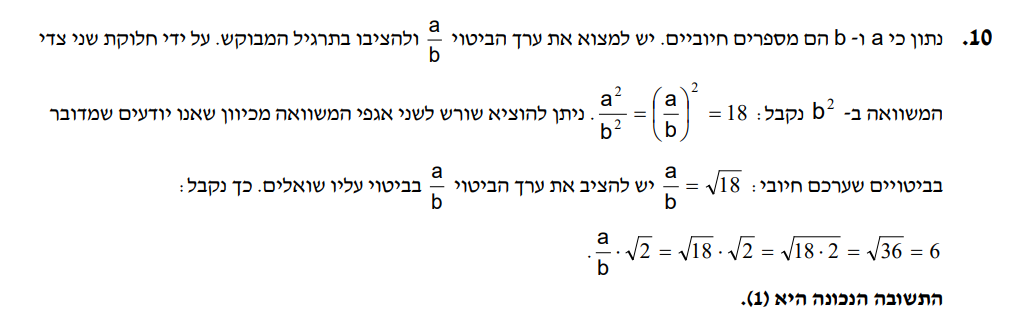 10. נתון כי a ו- b הם מספרים חיוביים. יש למצוא את ערך הביטוי a/b ולהציבו בתרגיל המבוקש. על ידי חלוקת שני צדי
המשוואה ב- b² נקבל: a²/b² = (a/b)² = 18. ניתן להוציא שורש לשני אגפי המשוואה מכיוון שאנו יודעים שמדובר
בביטויים שערכם חיובי: a/b = √18 יש להציב את ערך הביטוי a/b בביטוי עליו שואלים. כך נקבל:
a/b · √2 = √18 · √2 = √(18 · 2) = √36 = 6.
התשובה הנכונה היא (1).